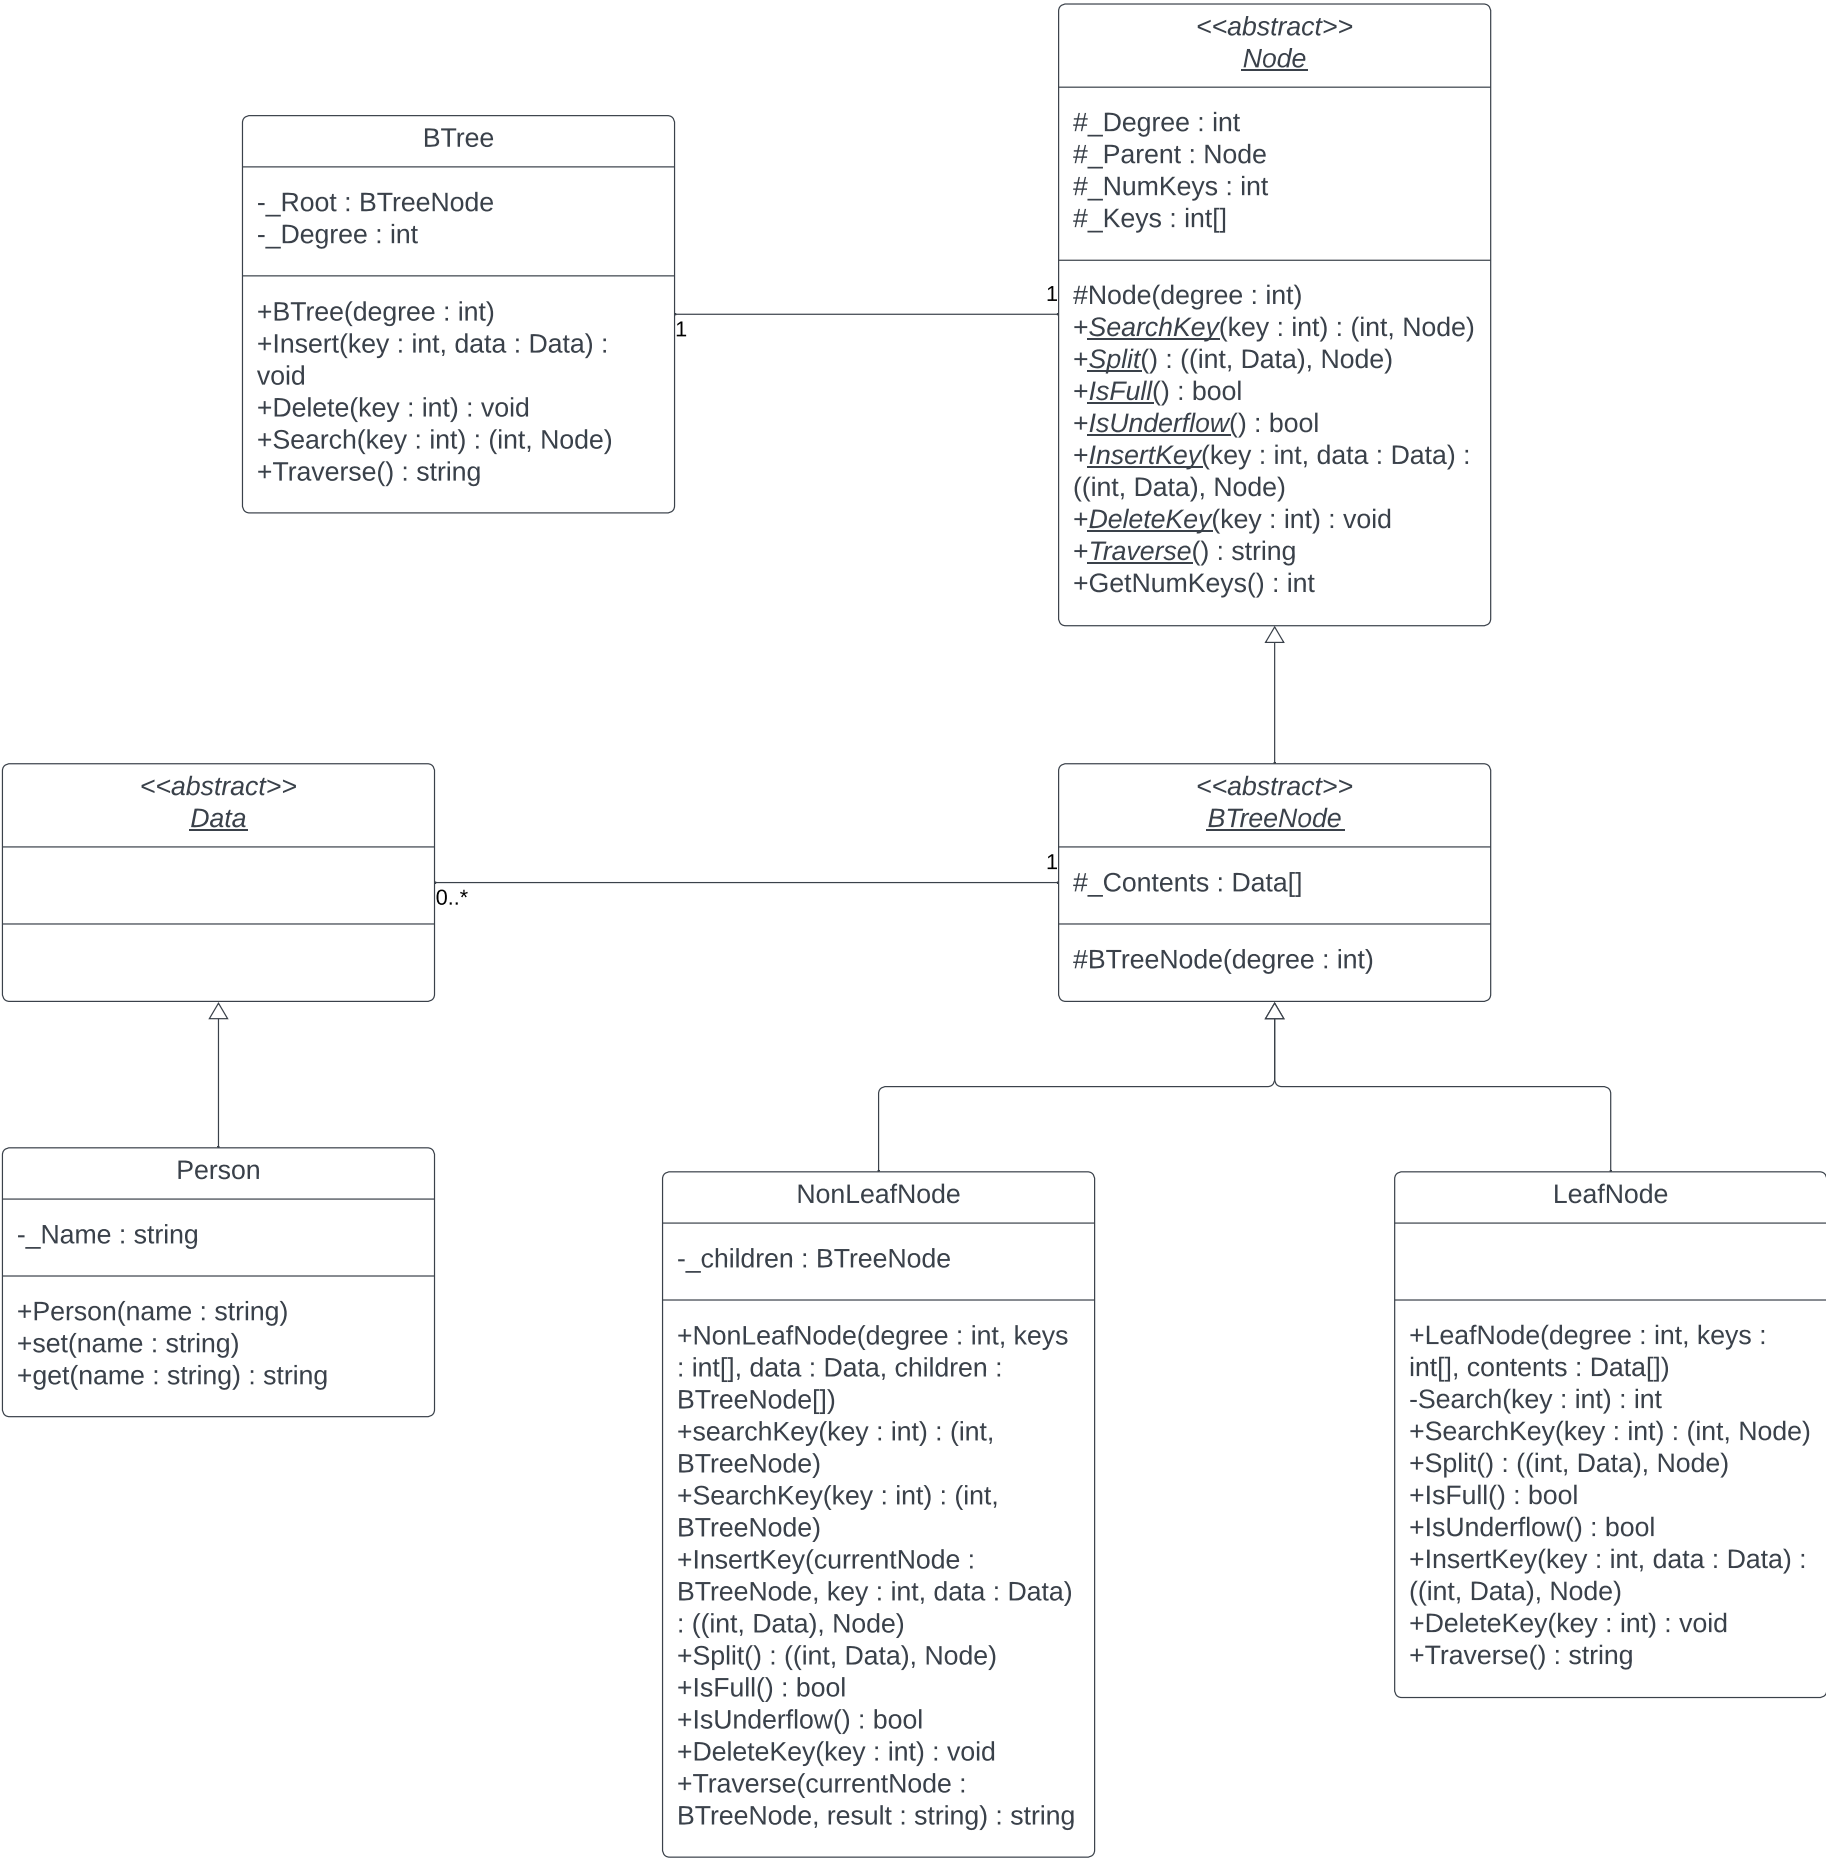 <<abstract>>
Node
#_Degree : int
#_Parent : Node
#_NumKeys : int
#_Keys : int[]
#Node(degree : int)
+SearchKey(key : int) : (int, Node)
+Split() : ((int, Data), Node)
+IsFull() : bool
+IsUnderflow() : bool
+InsertKey(key : int, data : Data) :
((int, Data), Node)
+DeleteKey(key : int) : void
+Traverse() : string
+GetNumKeys() : int
BTree
-_Root : BTreeNode
-_Degree : int
+BTree(degree : int)
+Insert(key : int, data : Data) :
void
+Delete(key : int) : void
+Search(key : int) : (int, Node)
+Traverse() : string
1
1
<<abstract>>
Data
<<abstract>>
BTreeNode
#_Contents : Data[]
#BTreeNode(degree : int)
1
0..*
Person
-_Name : string
+Person(name : string)
+set(name : string)
+get(name : string) : string
NonLeafNode
-_children : BTreeNode
+NonLeafNode(degree : int, keys
: int[], data : Data, children :
BTreeNode[])
+searchKey(key : int) : (int,
BTreeNode)
+SearchKey(key : int) : (int,
BTreeNode)
+InsertKey(currentNode :
BTreeNode, key : int, data : Data)
: ((int, Data), Node)
+Split() : ((int, Data), Node)
+IsFull() : bool
+IsUnderflow() : bool
+DeleteKey(key : int) : void
+Traverse(currentNode :
BTreeNode, result : string) : string
LeafNode
+LeafNode(degree : int, keys :
int[], contents : Data[])
-Search(key : int) : int
+SearchKey(key : int) : (int, Node)
+Split() : ((int, Data), Node)
+IsFull() : bool
+IsUnderflow() : bool
+InsertKey(key : int, data : Data) :
((int, Data), Node)
+DeleteKey(key : int) : void
+Traverse() : string